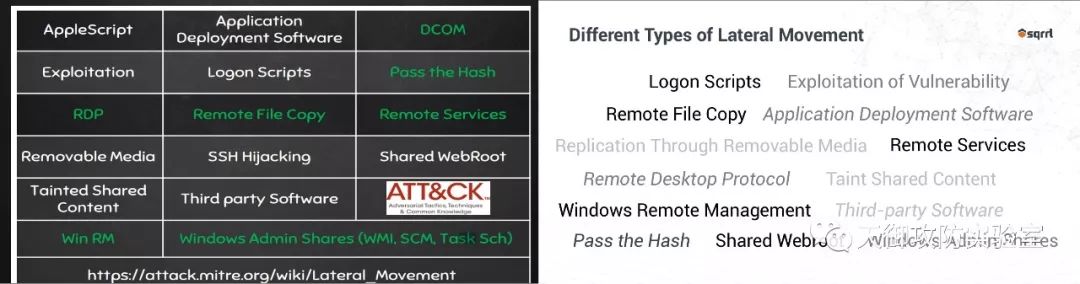 AppleScript
Application
Deployment Software
DCOM
Exploitation
Logon Scripts
Pass the Hash
RDP
Remote File Copy
Remote Services
Removable Media
SSH Hijacking
Shared WebRoot
Tainted Shared
Content
Third party Software
ATT&CK™
Adversarial Tactics, Techniques
& Common Knowledge
Win RM
Windows Admin Shares (WMI, SCM, Task Sch)
https://attack.mitre.org/wiki/Lateral_Movement
Different Types of Lateral Movement
sqrrl
Logon Scripts Exploitation of Vulnerability
Remote File Copy Application Deployment Software
Replication Through Removable Media Remote Services
Remote Desktop Protocol Taint Shared Content
Windows Remote Management Third-party Software
Pass the Hash Shared Webroot Windows Admin Shares